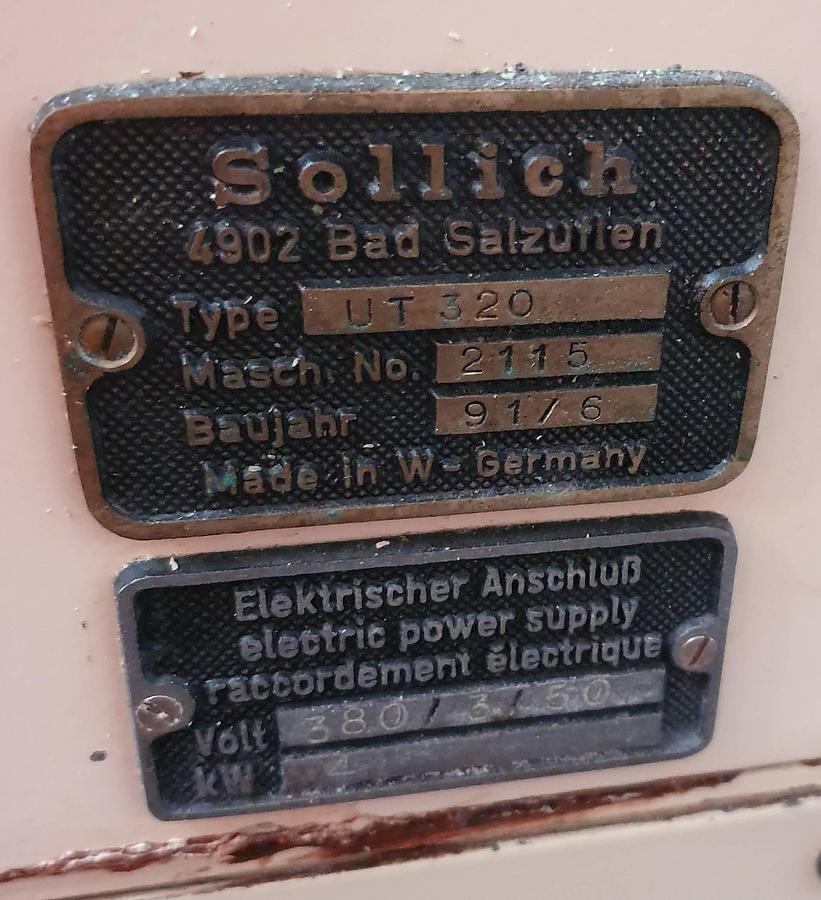 Sollich
4902 Bad Salzuflen
Type UT 320
Masch. No. 2115
Baujahr 91/6
Made in W-Germany
Elektrischer Anschluß
electric power supply
raccordement électrique
Volt 380/3/50
kW